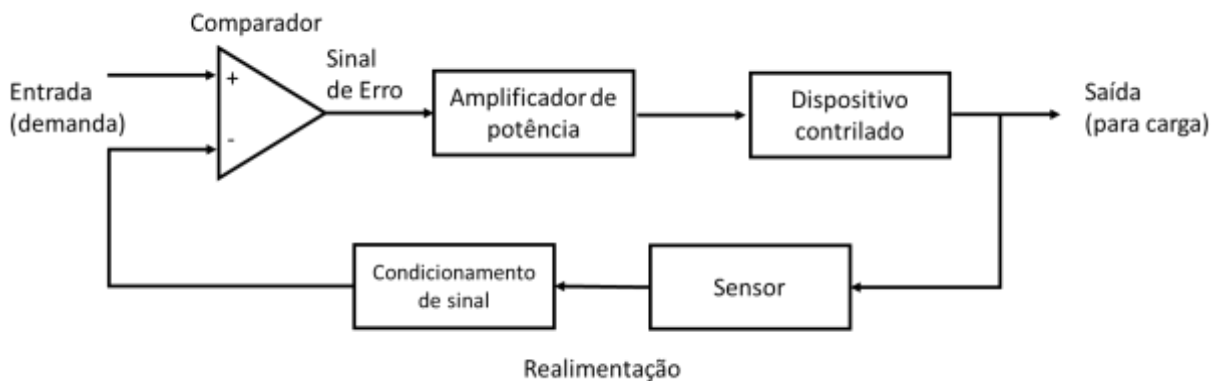 Comparador
+
-
Entrada
(demanda)
Sinal
de Erro
Amplificador de
potência
Dispositivo
contrilado
Saída
(para carga)
Condicionamento
de sinal
Sensor
Realimentação